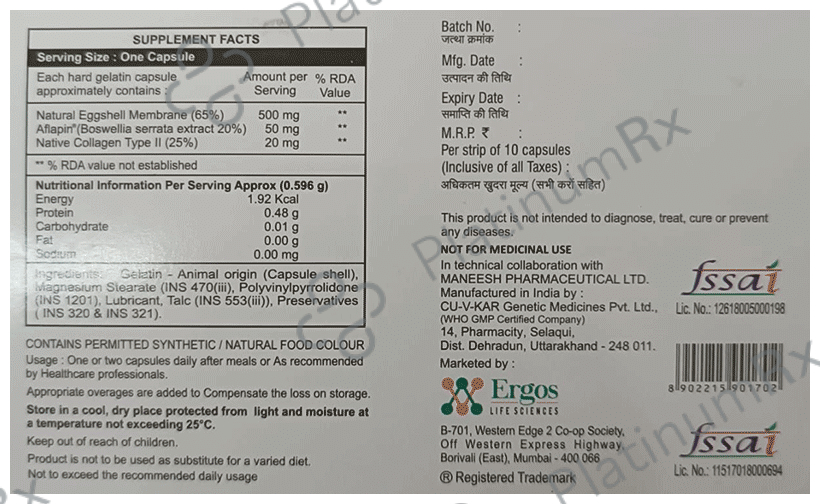 SUPPLEMENT FACTS
Serving Size : One Capsule
Each hard gelatin capsule approximately contains : Amount per Serving % RDA Value
Natural Eggshell Membrane (65%) 500 mg **
Aflapin® (Boswellia serrata extract 20%) 50 mg **
Native Collagen Type II (25%) 20 mg **
** % RDA value not established
Nutritional Information Per Serving Approx (0.596 g)
Energy 1.92 Kcal
Protein 0.48 g
Carbohydrate 0.01 g
Fat 0.00 g
Sodium 0.00 mg
Ingredients: Gelatin - Animal origin (Capsule shell),
Magnesium Stearate (INS 470(iii), Polyvinylpyrrolidone
(INS 1201), Lubricant, Talc (INS 553(iii)), Preservatives
( INS 320 & INS 321).
CONTAINS PERMITTED SYNTHETIC / NATURAL FOOD COLOUR
Usage : One or two capsules daily after meals or As recommended
by Healthcare professionals.
Appropriate overages are added to Compensate the loss on storage.
Store in a cool, dry place protected from light and moisture at
a temperature not exceeding 25°C.
Keep out of reach of children.
Product is not to be used as substitute for a varied diet.
Not to exceed the recommended daily usage
Batch No. :
जत्था क्रमांक
Mfg. Date :
उत्पादन की तिथि
Expiry Date :
समाप्ति की तिथि
M.R.P. ₹ :
Per strip of 10 capsules
(Inclusive of all Taxes) :
अधिकतम खुदरा मूल्य (सभी करों सहित)
This product is not intended to diagnose, treat, cure or prevent
any diseases.
NOT FOR MEDICINAL USE
In technical collaboration with
MANEESH PHARMACEUTICAL LTD.
Manufactured in India by :
CU-V-KAR Genetic Medicines Pvt. Ltd.,
(WHO GMP Certified Company)
14, Pharmacity, Selaqui,
Dist. Dehradun, Uttarakhand - 248 011.
Marketed by :
Ergos
LIFE SCIENCES
B-701, Western Edge 2 Co-op Society,
Off Western Express Highway,
Borivali (East), Mumbai - 400 066
® Registered Trademark
fssai
Lic. No.: 12618005000198
8 902215 901702
fssai
Lic. No.: 11517018000694
PlatinumRx
PlatinumRx
PlatinumRx